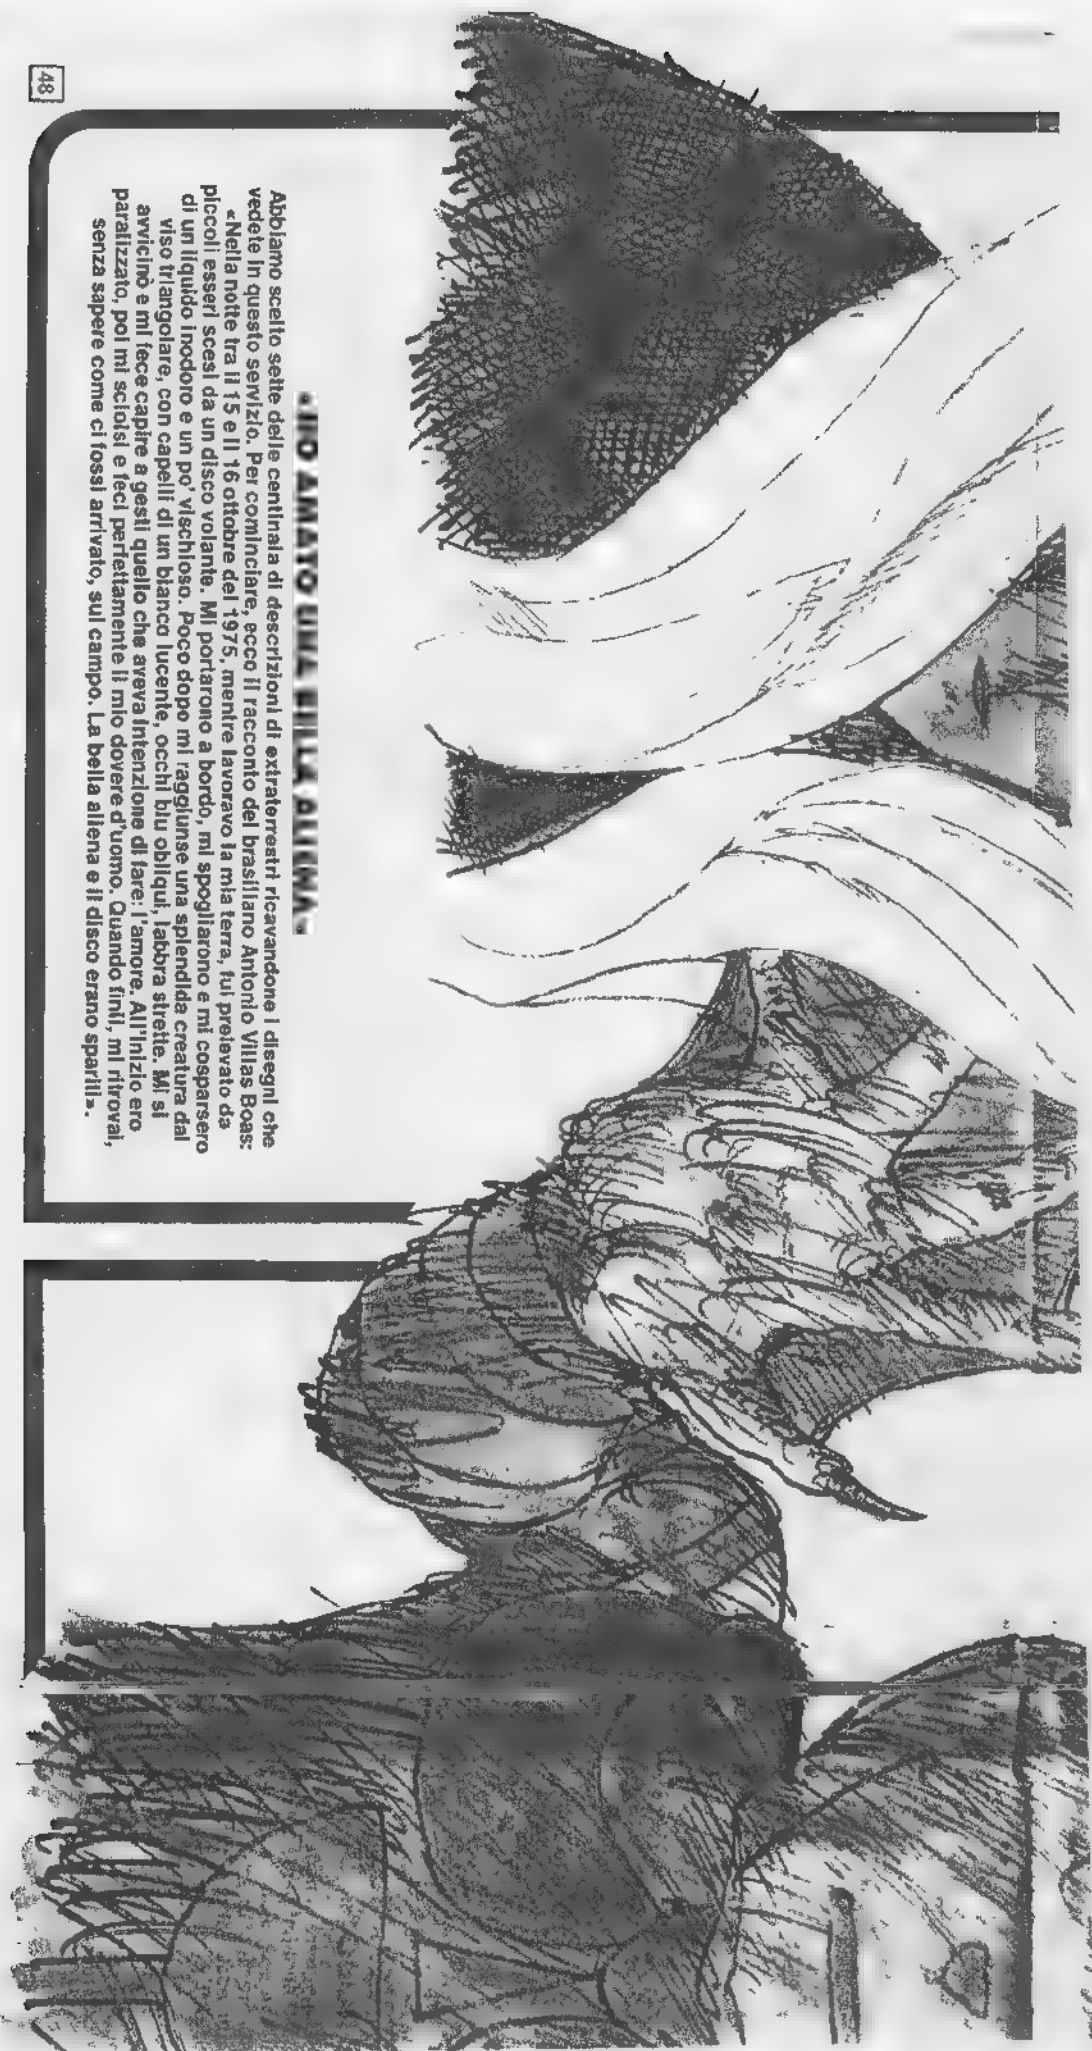 «HO AMATO UNA BELLA ALIENA»
Abbiamo scelto sette delle centinaia di descrizioni di extraterrestri ricavandone i disegni che
vedete in questo servizio. Per cominciare, ecco il racconto del brasiliano Antonio Villas Boas:
«Nella notte tra il 15 e il 16 ottobre del 1975, mentre lavoravo la mia terra, fui prelevato da
piccoli esseri scesi da un disco volante. Mi portarono a bordo, mi spogliarono e mi cosparsero
di un liquido inodoro e un po' vischioso. Poco dopo mi raggiunse una splendida creatura dal
viso triangolare, con capelli di un bianco lucente, occhi blu obliqui, labbra strette. Mi si
avvicinò e mi fece capire a gesti quello che aveva intenzione di fare: l'amore. All'inizio ero
paralizzato, poi mi sciolsi e feci perfettamente il mio dovere d'uomo. Quando finii, mi ritrovai,
senza sapere come ci fossi arrivato, sul campo. La bella aliena e il disco erano spariti».
48